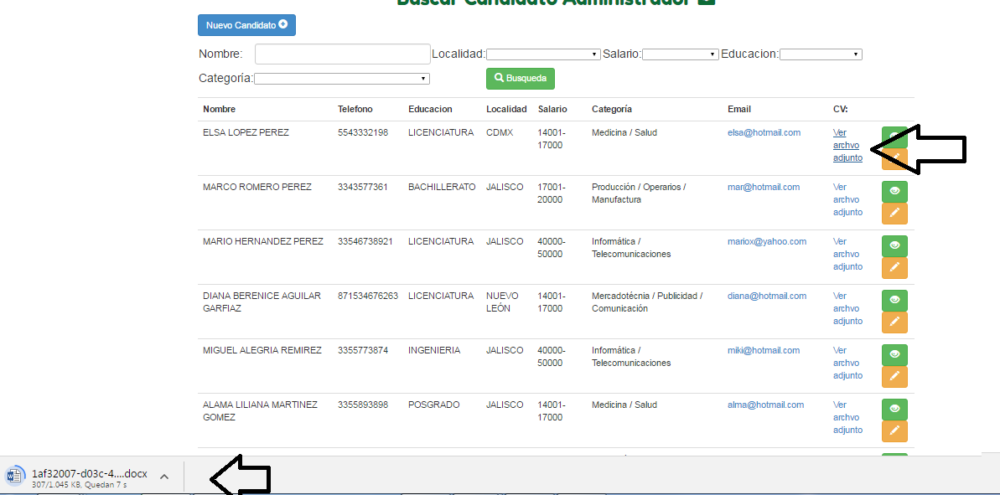 Buscar Candidato Administrador
Nuevo Candidato
Nombre: Localidad: Salario: Educacion:
Categoría: Busqueda
Nombre Telefono Educacion Localidad Salario Categoría Email CV:
ELSA LOPEZ PEREZ 5543332198 LICENCIATURA CDMX 14001- Medicina / Salud elsa@hotmail.com Ver
17000 archvo
adjunto
MARCO ROMERO PEREZ 3343577361 BACHILLERATO JALISCO 17001- Producción / Operarios / mar@hotmail.com Ver
20000 Manufactura archvo
adjunto
MARIO HERNANDEZ PEREZ 33546738921 LICENCIATURA JALISCO 40000- Informática / mariox@yahoo.com Ver
50000 Telecomunicaciones archvo
adjunto
DIANA BERENICE AGUILAR 871534676263 LICENCIATURA NUEVO 14001- Mercadotécnia / Publicidad / diana@hotmail.com Ver
GARFIAZ LEÓN 17000 Comunicación archvo
adjunto
MIGUEL ALEGRIA REMIREZ 3355773874 INGENIERIA JALISCO 40000- Informática / miki@hotmail.com Ver
50000 Telecomunicaciones archvo
adjunto
ALAMA LILIANA MARTINEZ 3355893898 POSGRADO JALISCO 14001- Medicina / Salud alma@hotmail.com Ver
GOMEZ 17000 archvo
adjunto
1af32007-d03c-4....docx
307/1.045 KB, Quedan 7 s